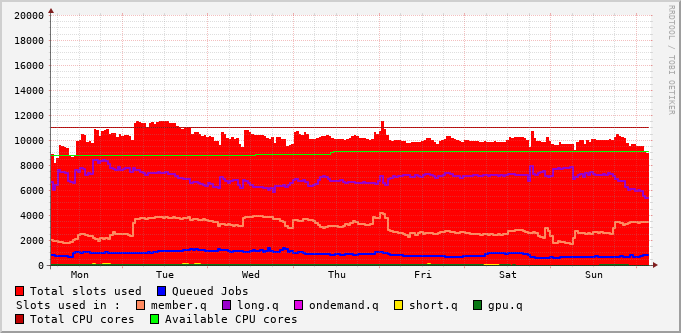 20000
18000
16000
14000
12000
10000
8000
6000
4000
2000
0
Mon Tue Wed Thu Fri Sat Sun
RRDTOOL / TOBI OETIKER
Total slots used Queued Jobs
Slots used in : member.q long.q ondemand.q short.q gpu.q
Total CPU cores Available CPU cores